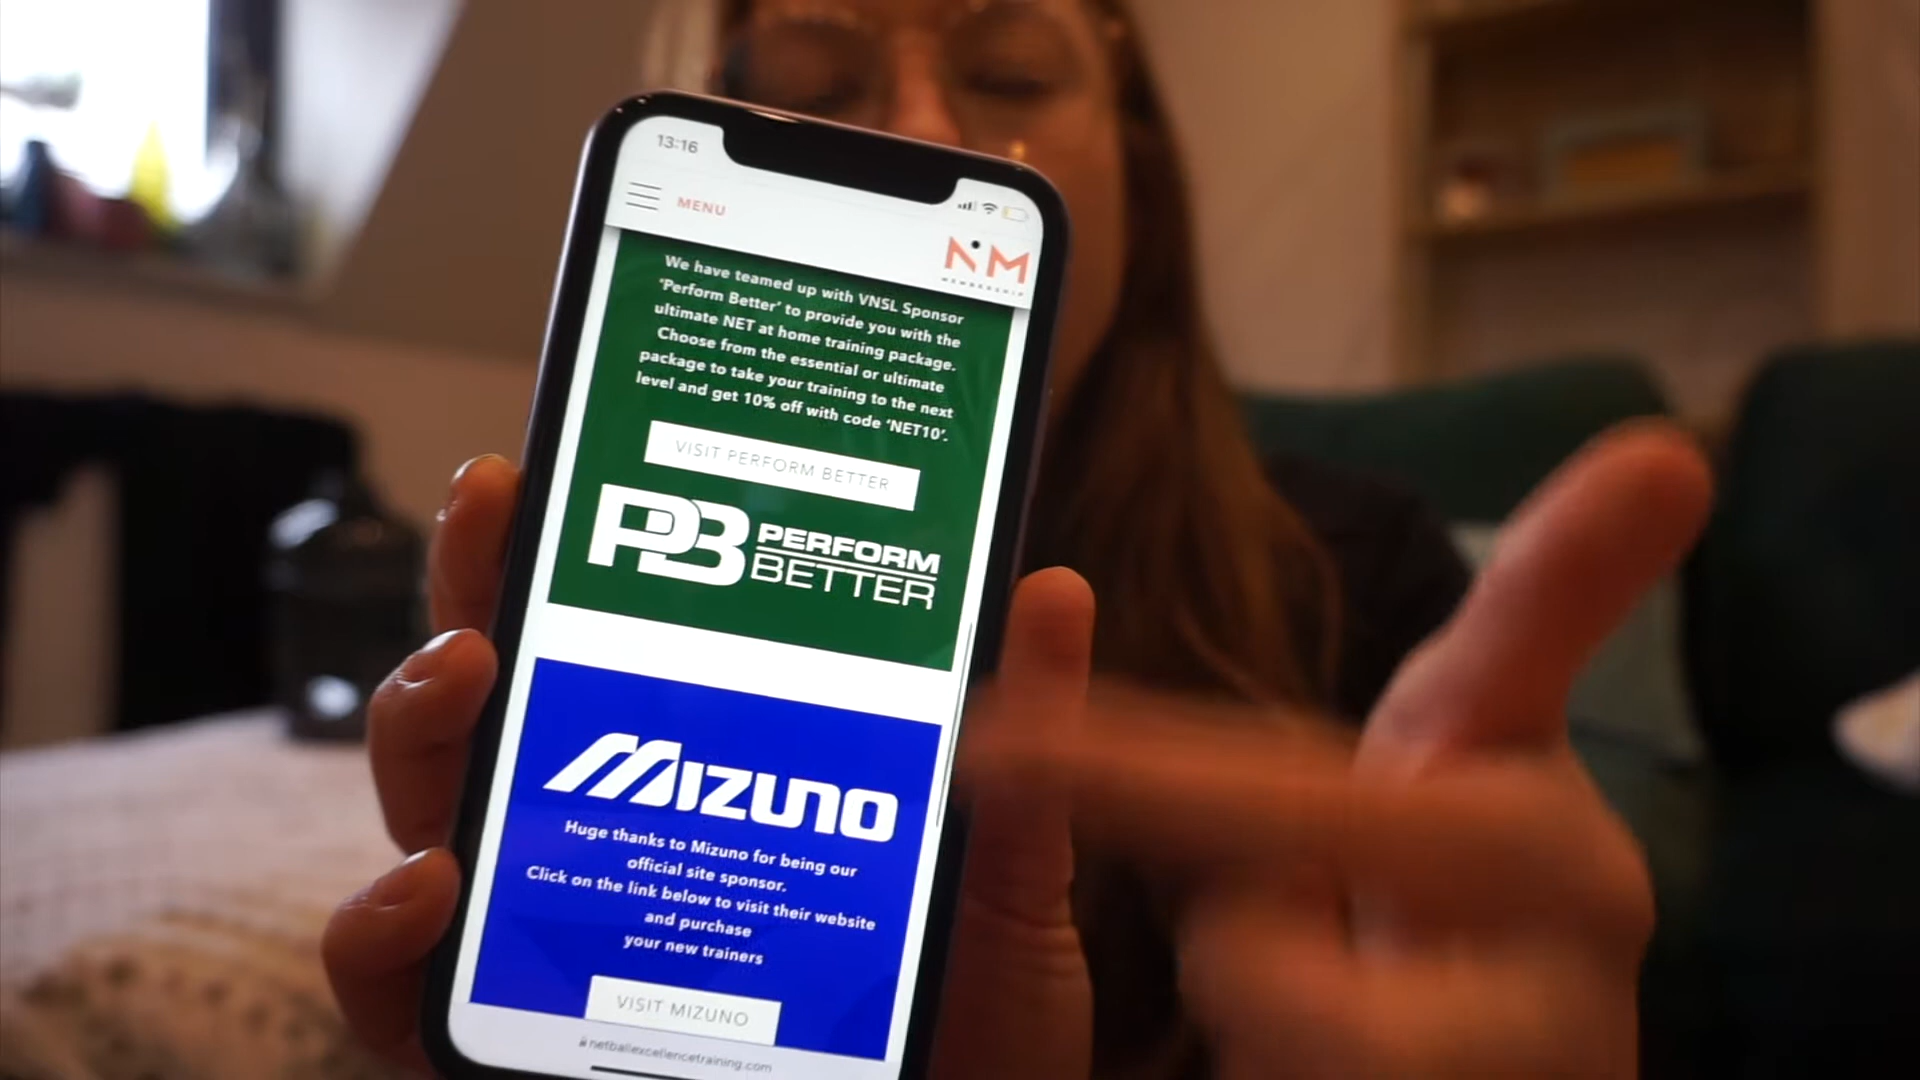 13:16
MENU
NM
MEMBERSHIP
We have teamed up with VNSL Sponsor
'Perform Better' to provide you with the
ultimate NET at home training package.
Choose from the essential or ultimate
package to take your training to the next
level and get 10% off with code 'NET10'.
VISIT PERFORM BETTER
PB PERFORM
BETTER
MIZUNO
Huge thanks to Mizuno for being our
official site sponsor.
Click on the link below to visit their website
and purchase
your new trainers
VISIT MIZUNO
netballexcellencetraining.com